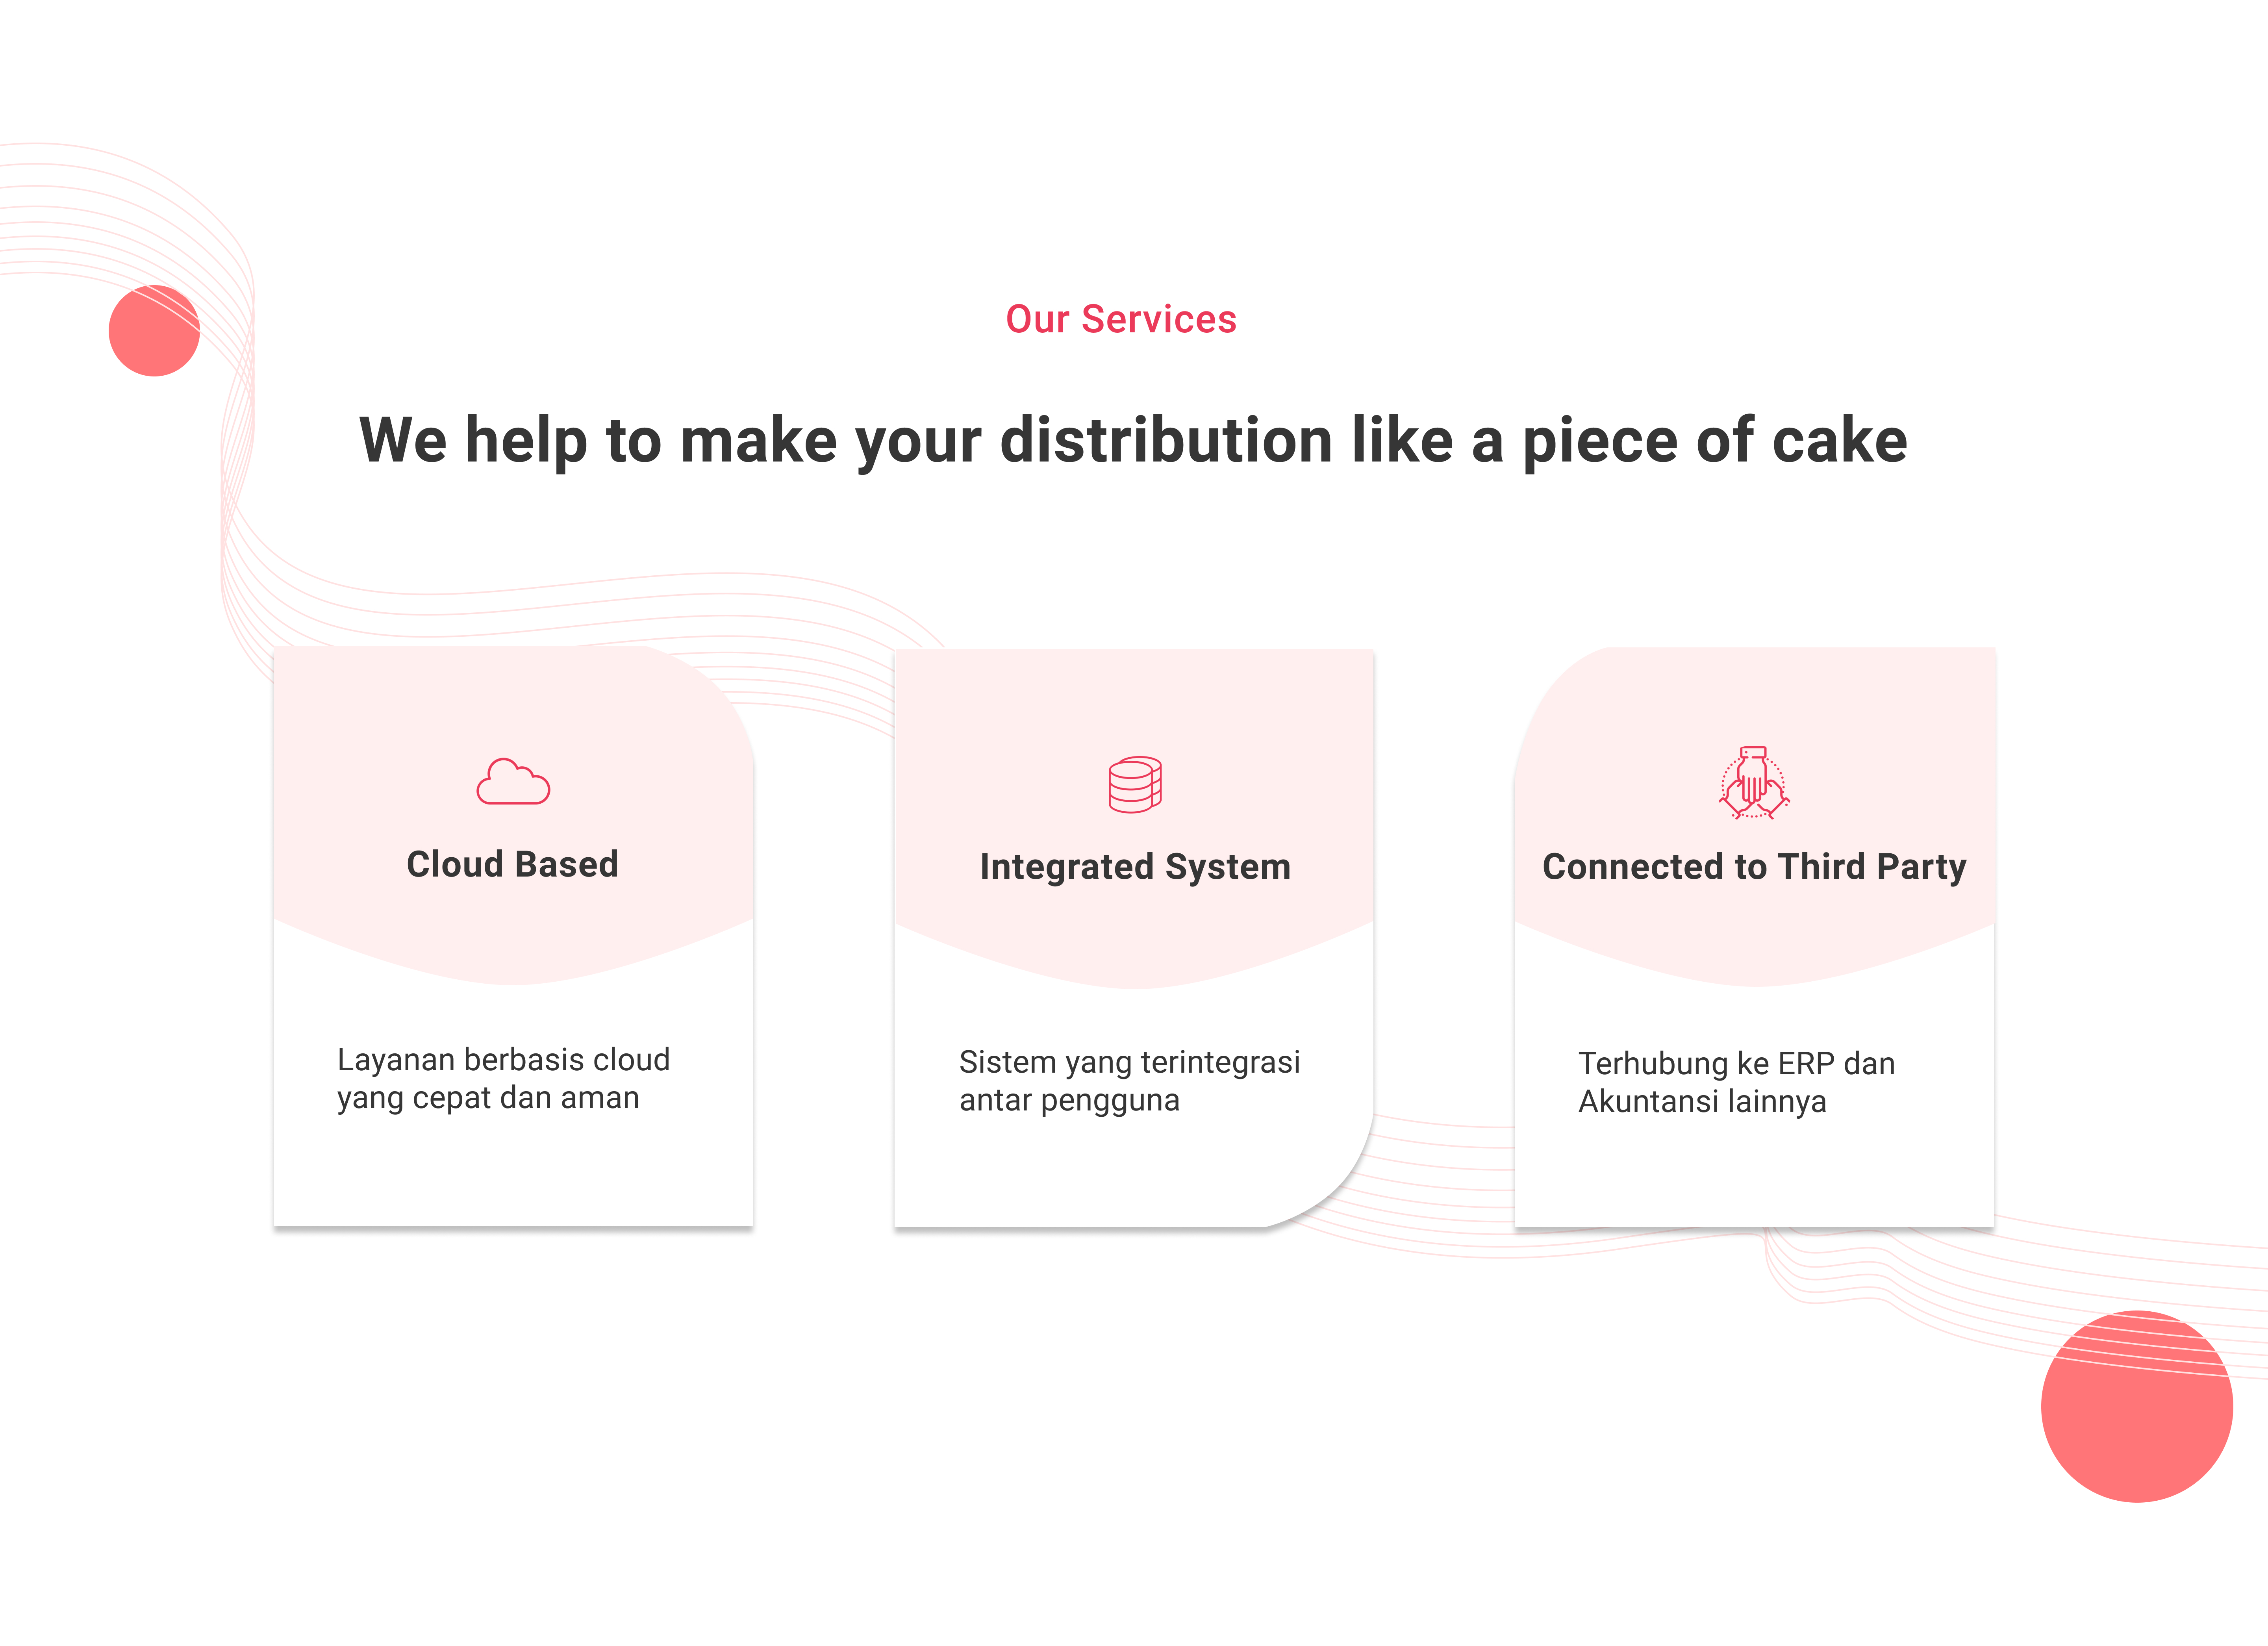 Our Services
We help to make your distribution like a piece of cake
Cloud Based
Layanan berbasis cloud
yang cepat dan aman
Integrated System
Sistem yang terintegrasi
antar pengguna
Connected to Third Party
Terhubung ke ERP dan
Akuntansi lainnya